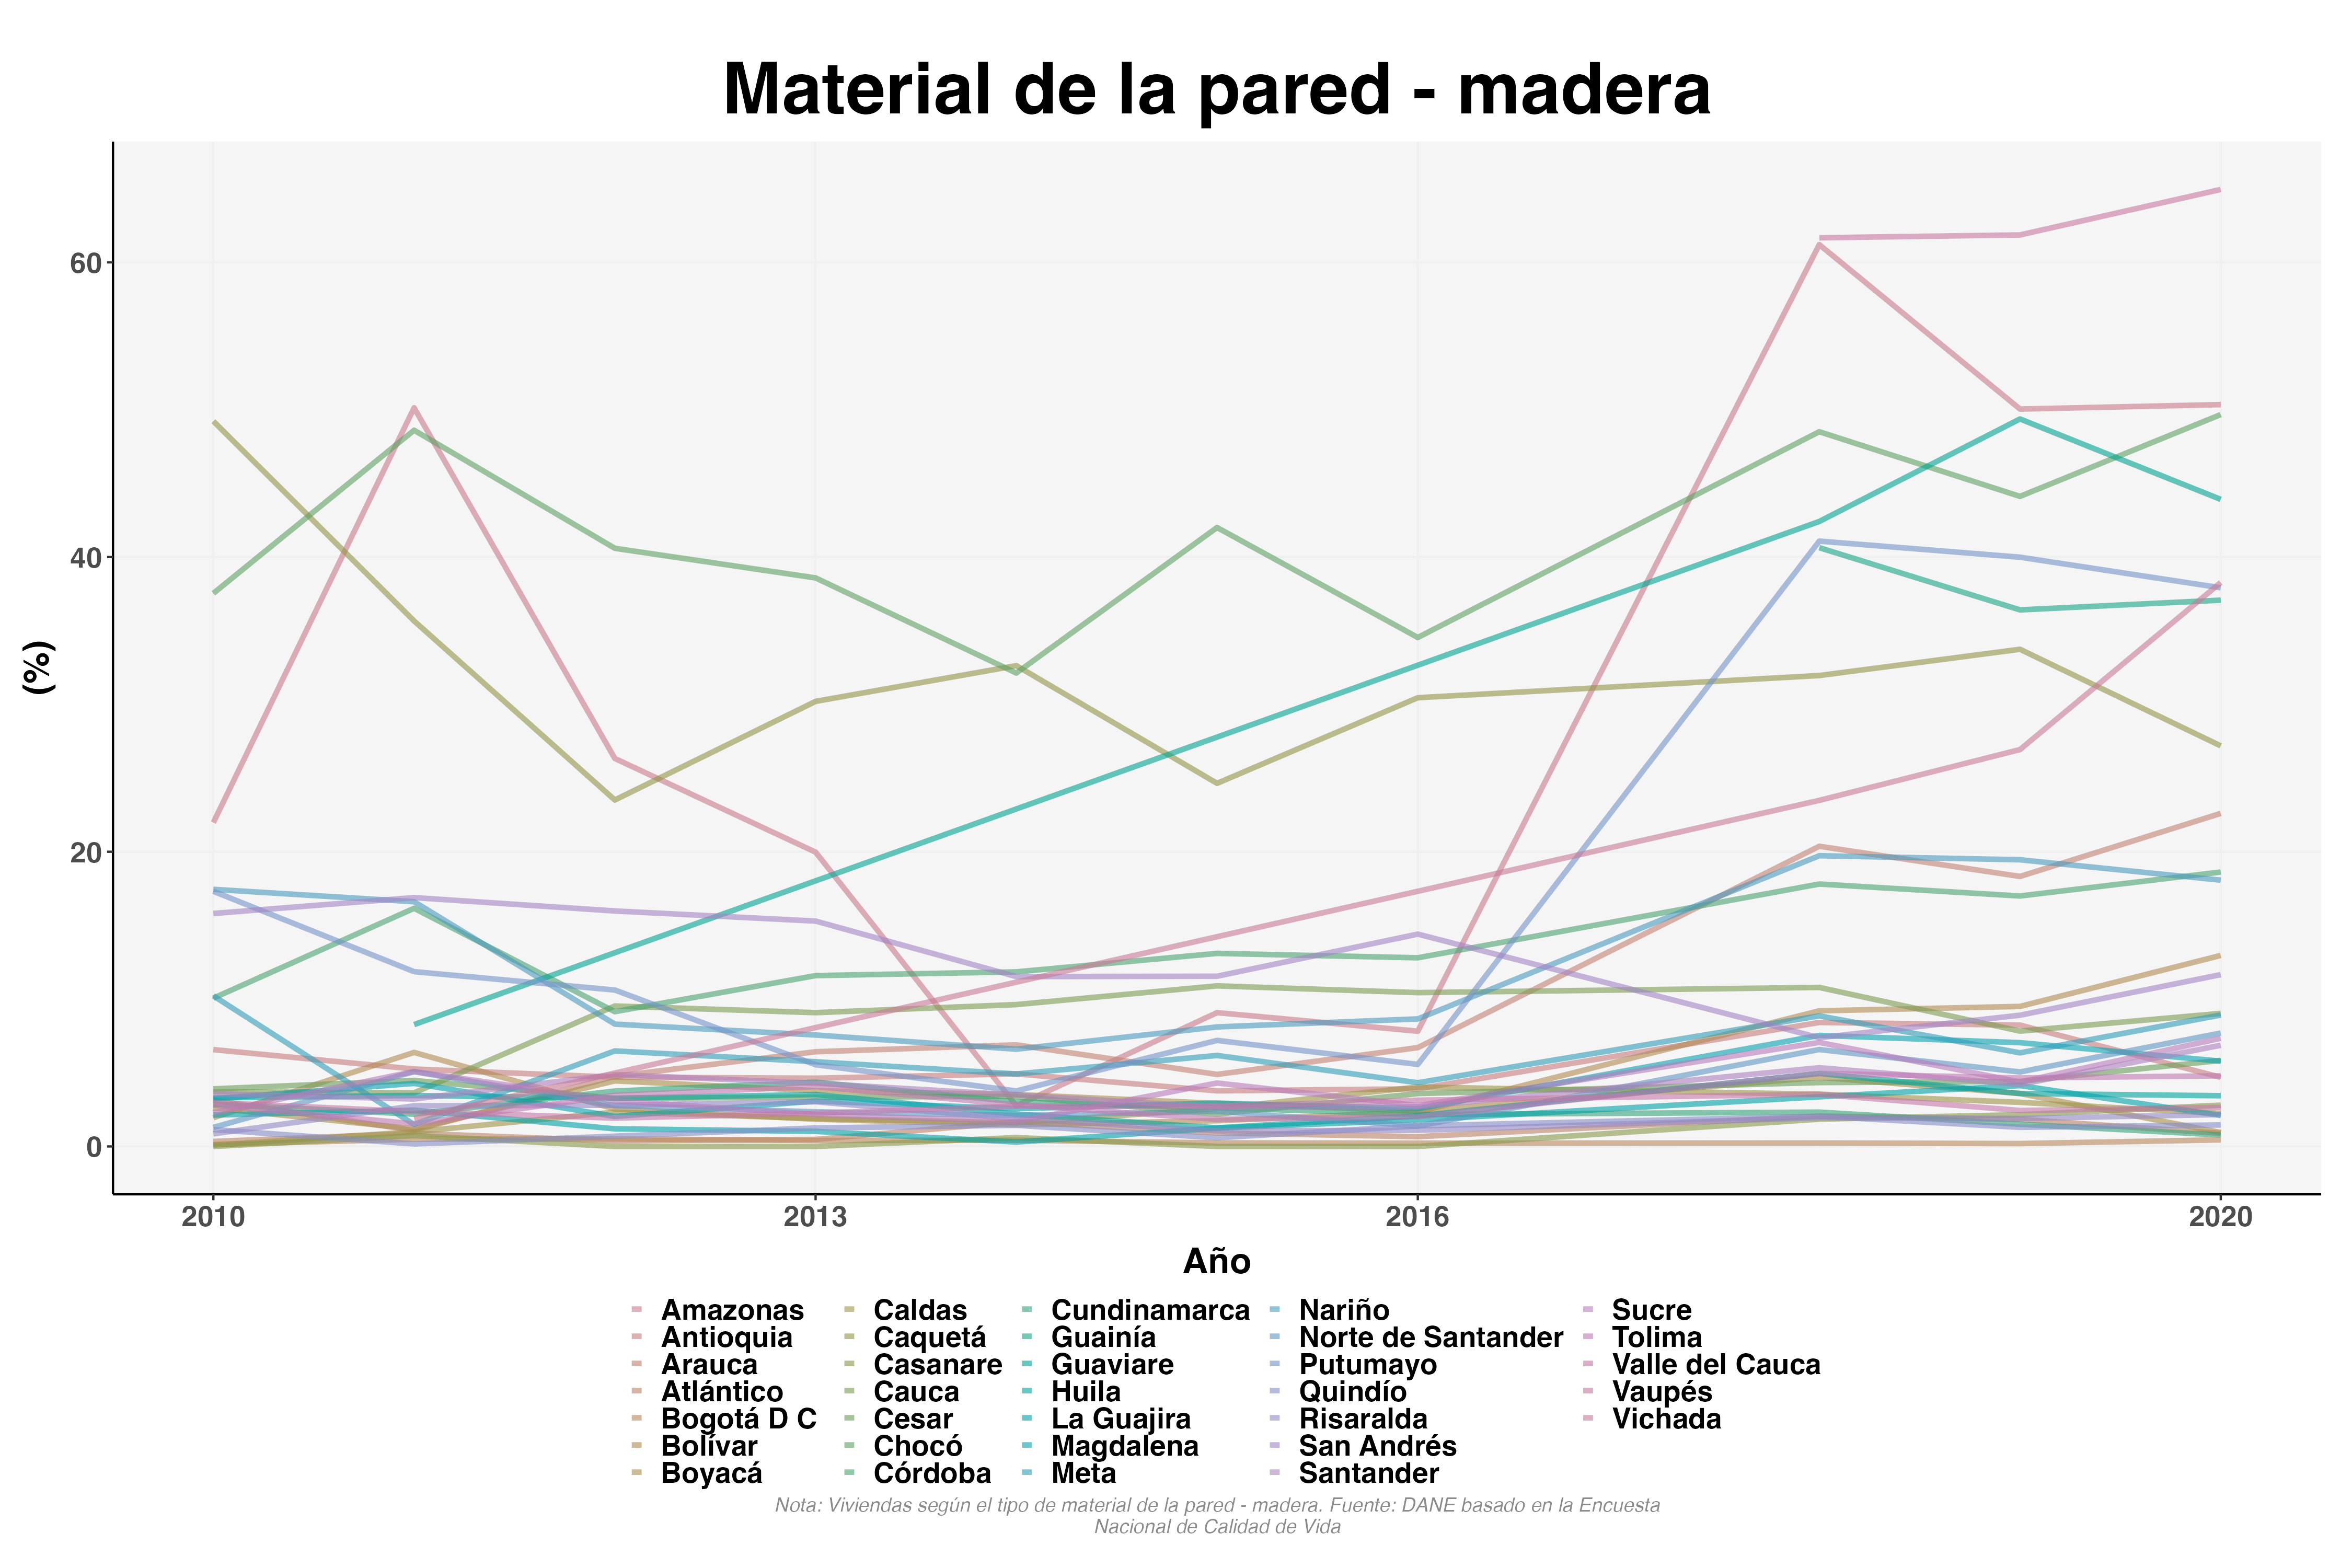 Material de la pared - madera
(%)
60
40
20
0
2010 2013 2016 2020
Año
Amazonas Caldas Cundinamarca Nariño Sucre
Antioquia Caquetá Guainía Norte de Santander Tolima
Arauca Casanare Guaviare Putumayo Valle del Cauca
Atlántico Cauca Huila Quindío Vaupés
Bogotá D C Cesar La Guajira Risaralda Vichada
Bolívar Chocó Magdalena San Andrés
Boyacá Córdoba Meta Santander
Nota: Viviendas según el tipo de material de la pared - madera. Fuente: DANE basado en la Encuesta
Nacional de Calidad de Vida